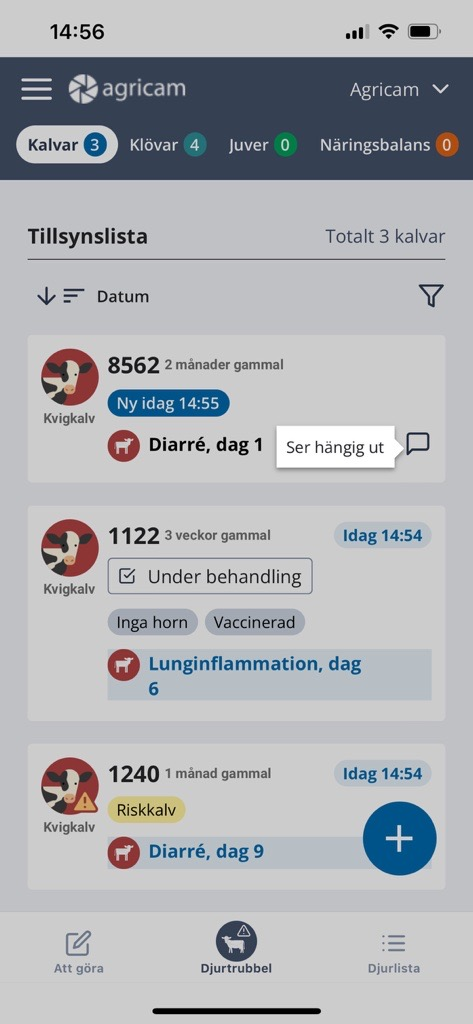 14:56
agricam
Agricam
Kalvar 3 Klövar 4 Juver 0 Näringsbalans 0
Tillsynslista
Totalt 3 kalvar
Datum
8562 2 månader gammal
Kvigkalv
Ny idag 14:55
Diarré, dag 1
Ser hängig ut
1122 3 veckor gammal
Idag 14:54
Kvigkalv
Under behandling
Inga horn Vaccinerad
Lunginflammation, dag
6
1240 1 månad gammal
Idag 14:54
Kvigkalv
Riskkalv
Diarré, dag 9
Att göra Djurtrubbel Djurlista